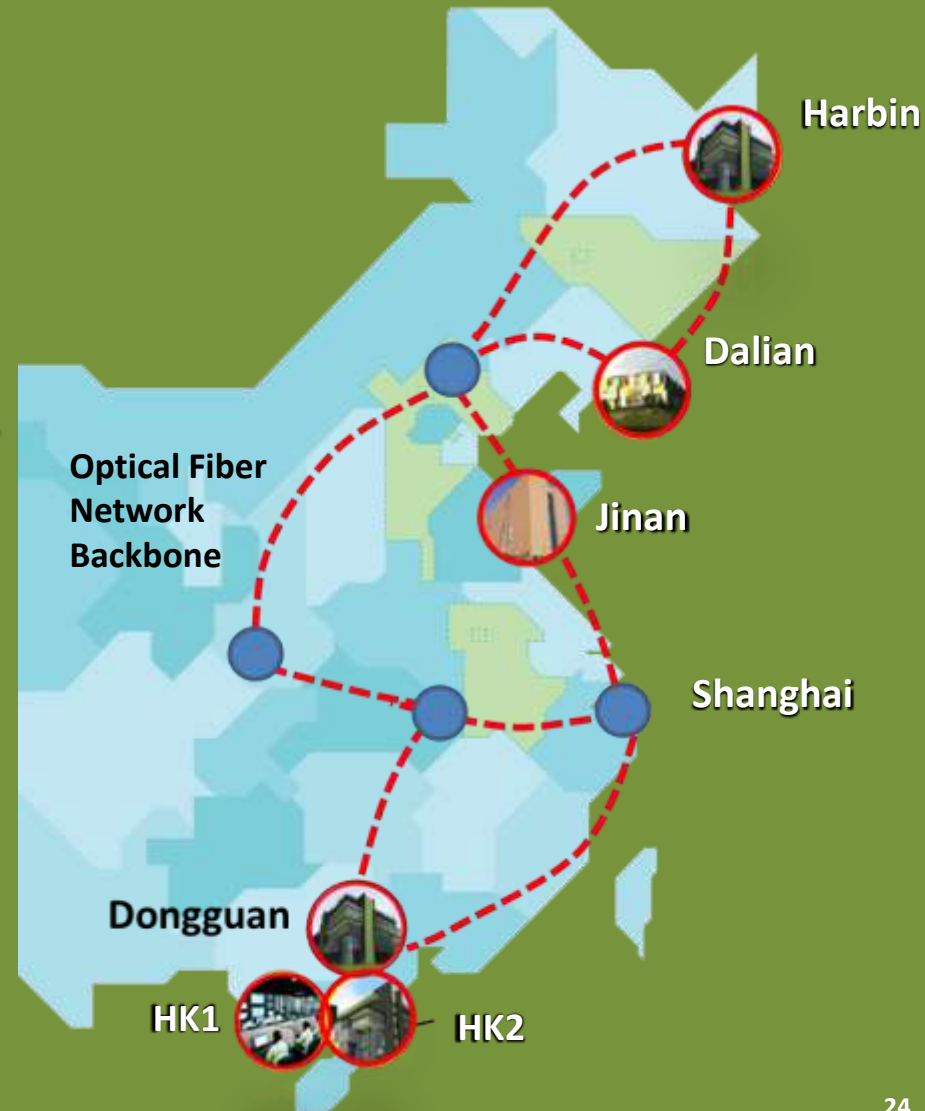 Harbin
Dalian
Optical Fiber
Network
Backbone
Jinan
Shanghai
Dongguan
HK1
HK2
24